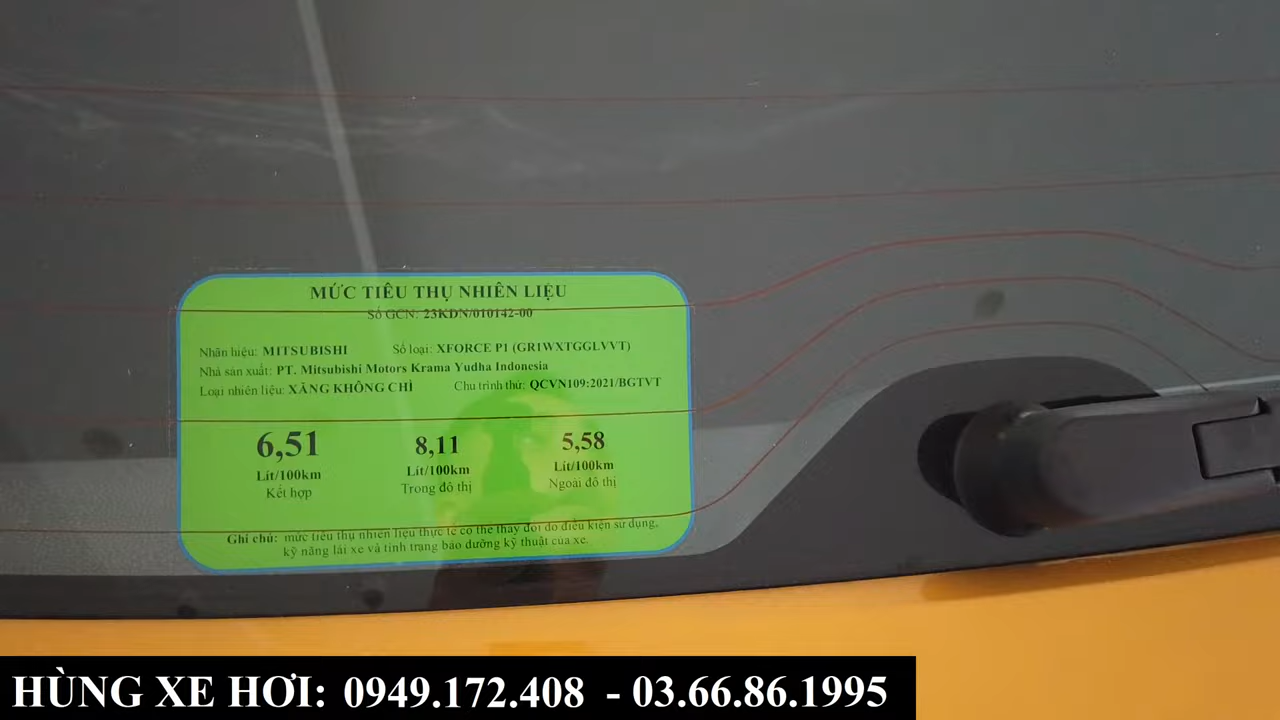 MỨC TIÊU THỤ NHIÊN LIỆU
Số GCN: 23KDN/010142-00
Nhãn hiệu: MITSUBISHI Số loại: XFORCE P1 (GR1WXTGGLVVT)
Nhà sản xuất: PT. Mitsubishi Motors Krama Yudha Indonesia
Loại nhiên liệu: XĂNG KHÔNG CHÌ Chu trình thử: QCVN109:2021/BGTVT
6,51 8,11 5,58
Lít/100km Lít/100km Lít/100km
Kết hợp Trong đô thị Ngoài đô thị
Ghi chú: mức tiêu thụ nhiên liệu thực tế có thể thay đổi do điều kiện sử dụng,
kỹ năng lái xe và tình trạng bảo dưỡng kỹ thuật của xe.
HÙNG XE HƠI: 0949.172.408 - 03.66.86.1995